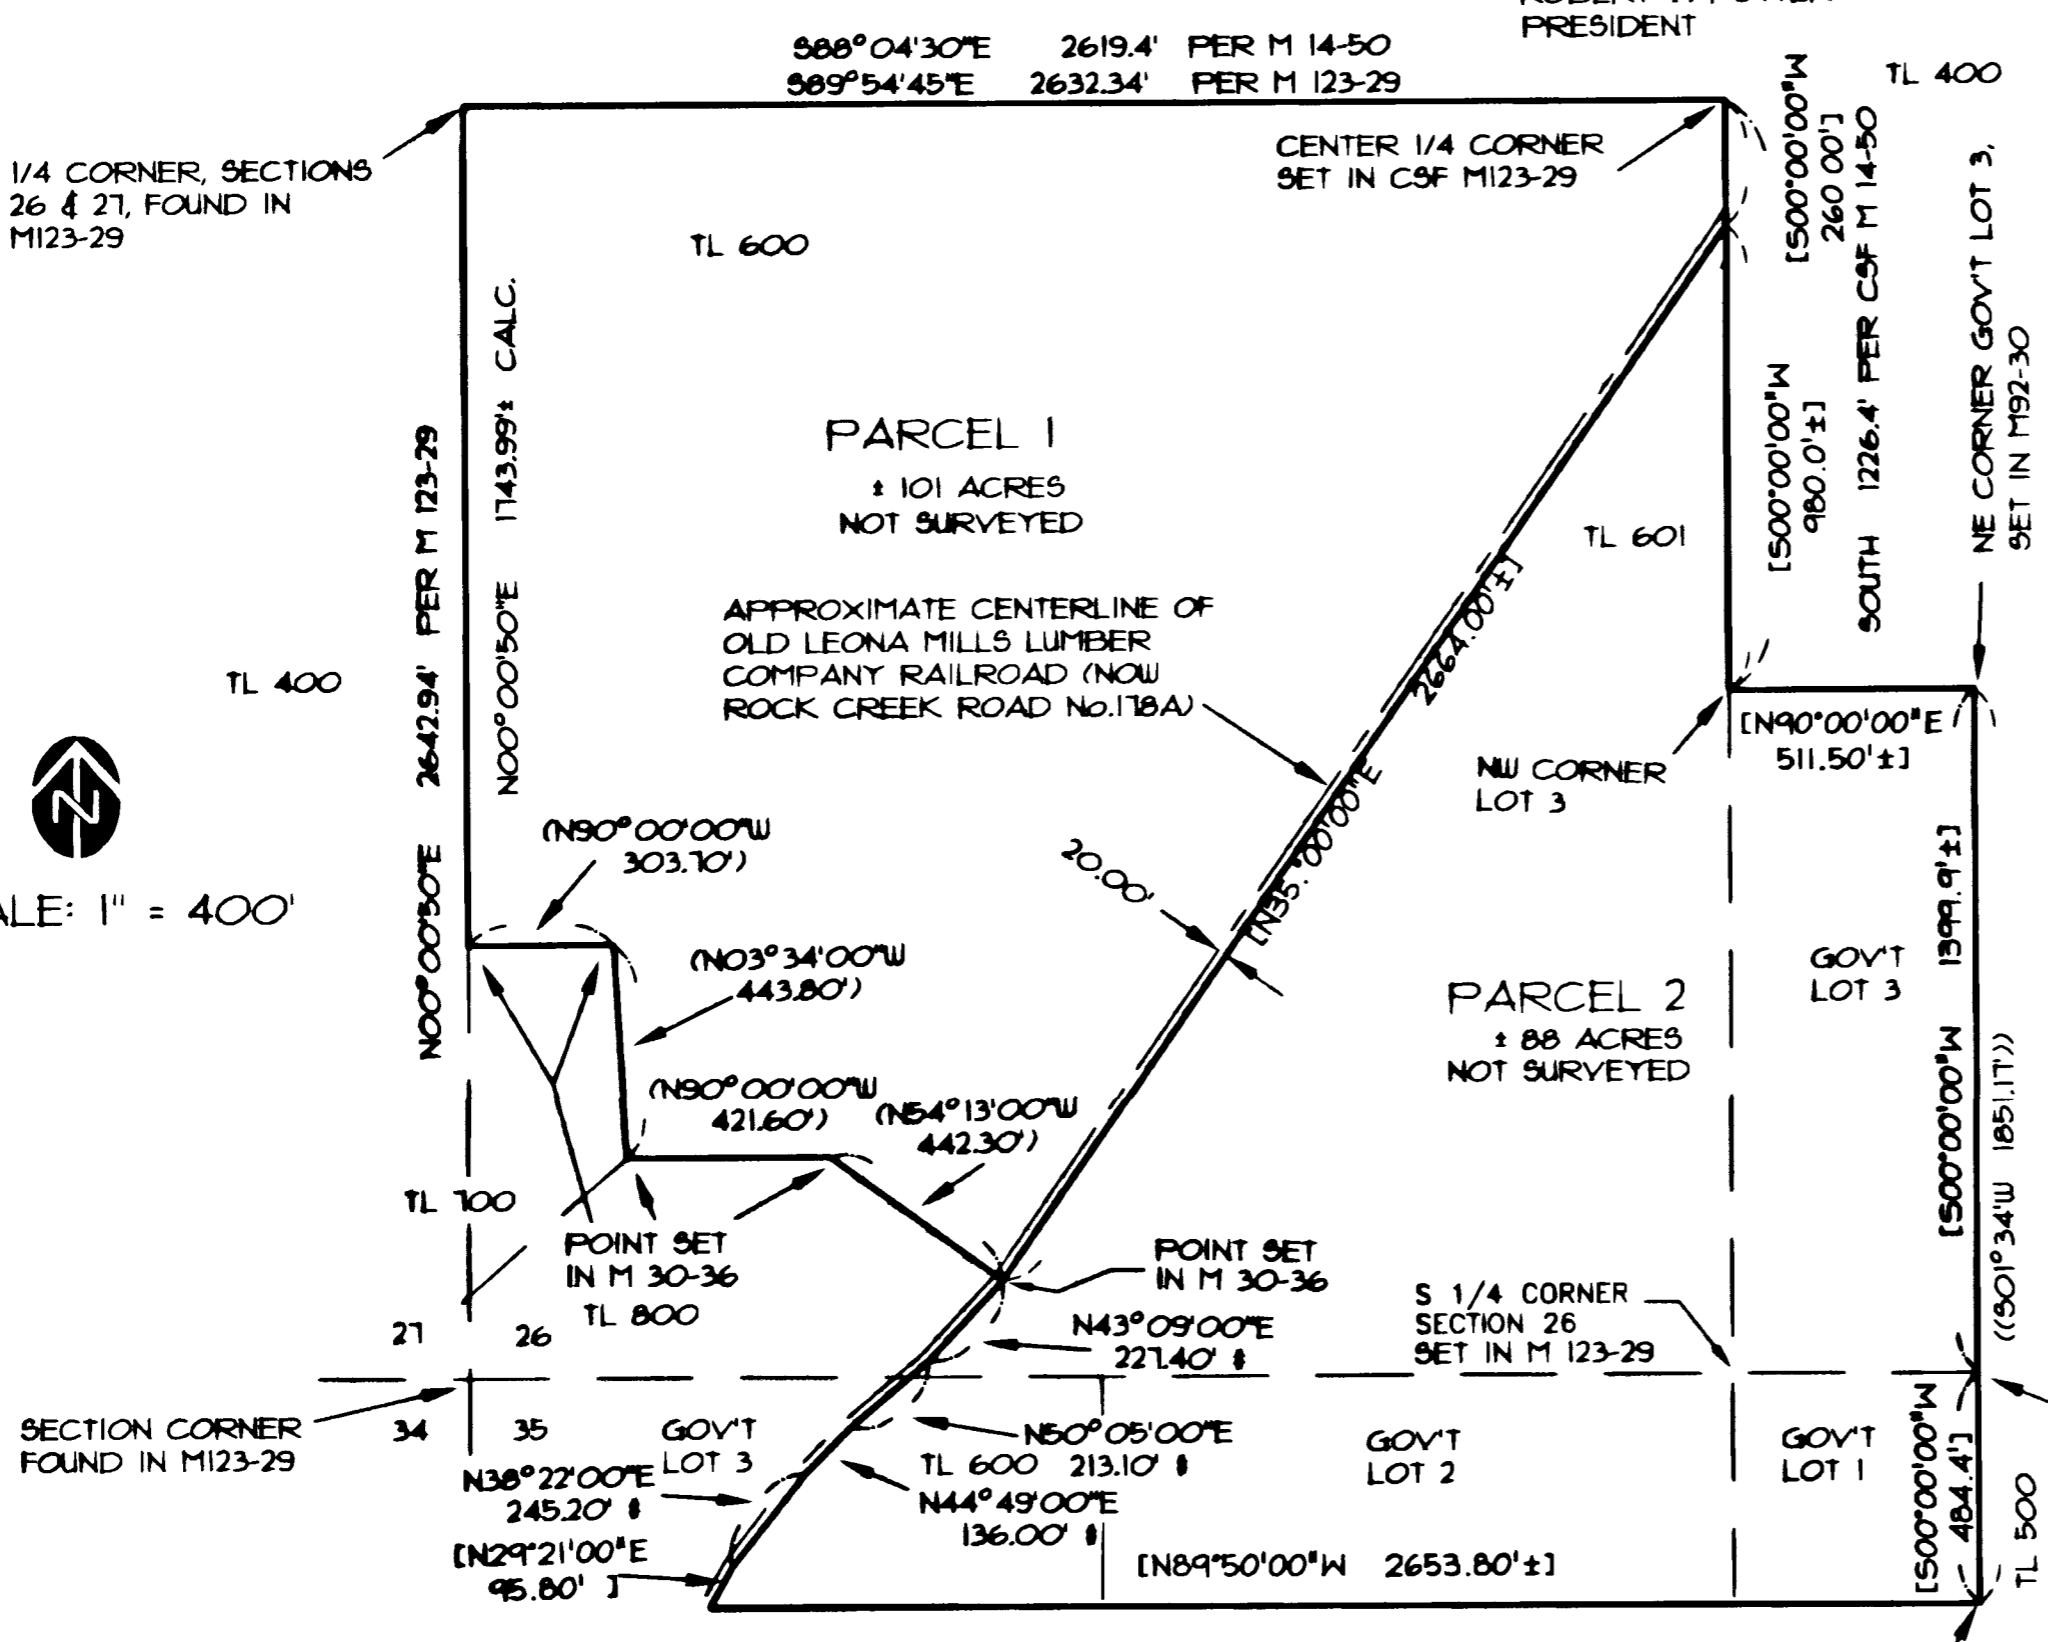 PRESIDENT
S88°04'30"E 2619.4' PER M 14-50
S89°54'45"E 2632.34' PER M 123-29
TL 400
1/4 CORNER, SECTIONS
26 & 27, FOUND IN
M123-29
CENTER 1/4 CORNER
SET IN CSF M123-29
[S00°00'00"W
260 00']
SOUTH 1226.4' PER CSF M 14-50
NE CORNER GOV'T LOT 3,
SET IN M92-30
TL 600
N00°00'50"E 2642.94' PER M 123-29
N00°00'50"E 1743.99'± CALC.
PARCEL 1
± 101 ACRES
NOT SURVEYED
[S00°00'00"W
980.0'±]
TL 601
APPROXIMATE CENTERLINE OF
OLD LEONA MILLS LUMBER
COMPANY RAILROAD (NOW
ROCK CREEK ROAD No.178A)
[N35°00'00"E 2664.00'±]
TL 400
N
[N90°00'00"E
511.50'±]
NW CORNER
LOT 3
(N90°00'00"W
303.70')
20.00'
ALE: 1" = 400'
(N03°34'00"W
443.80')
GOV'T
LOT 3
[S00°00'00"W 1399.9'±]
PARCEL 2
± 88 ACRES
NOT SURVEYED
((S01°34'W 1851.17'))
(N90°00'00"W
421.60')
(N54°13'00"W
442.30')
TL 700
POINT SET
IN M 30-36
POINT SET
IN M 30-36
TL 800
S 1/4 CORNER
SECTION 26
SET IN M 123-29
27 26
N43°09'00"E
227.40' #
SECTION CORNER
FOUND IN M123-29
34 35
GOV'T
LOT 3
N50°05'00"E
213.10' #
TL 600
GOV'T
LOT 2
GOV'T
LOT 1
[S00°00'00"W
484.4']
TL 500
N38°22'00"E
245.20' #
N44°49'00"E
136.00' #
[N29°21'00"E
95.80' ]
[N89°50'00"W 2653.80'±]